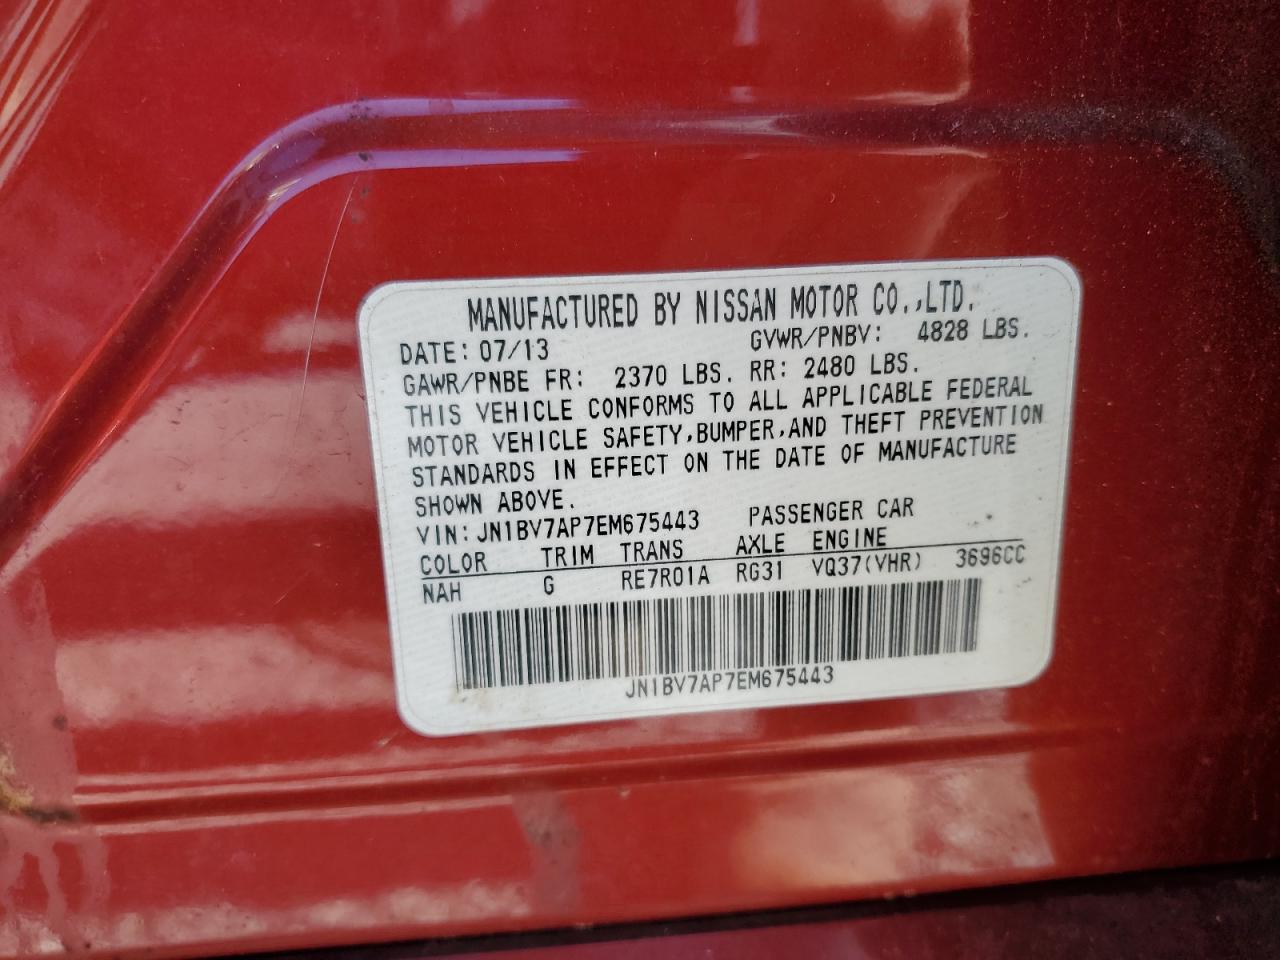 MANUFACTURED BY NISSAN MOTOR CO.,LTD.
DATE: 07/13 GVWR/PNBV: 4828 LBS.
GAWR/PNBE FR: 2370 LBS. RR: 2480 LBS.
THIS VEHICLE CONFORMS TO ALL APPLICABLE FEDERAL
MOTOR VEHICLE SAFETY,BUMPER,AND THEFT PREVENTION
STANDARDS IN EFFECT ON THE DATE OF MANUFACTURE
SHOWN ABOVE.
VIN: JN1BV7AP7EM675443 PASSENGER CAR
COLOR TRIM TRANS AXLE ENGINE
NAH G RE7R01A RG31 VQ37(VHR) 3696CC
JN1BV7AP7EM675443